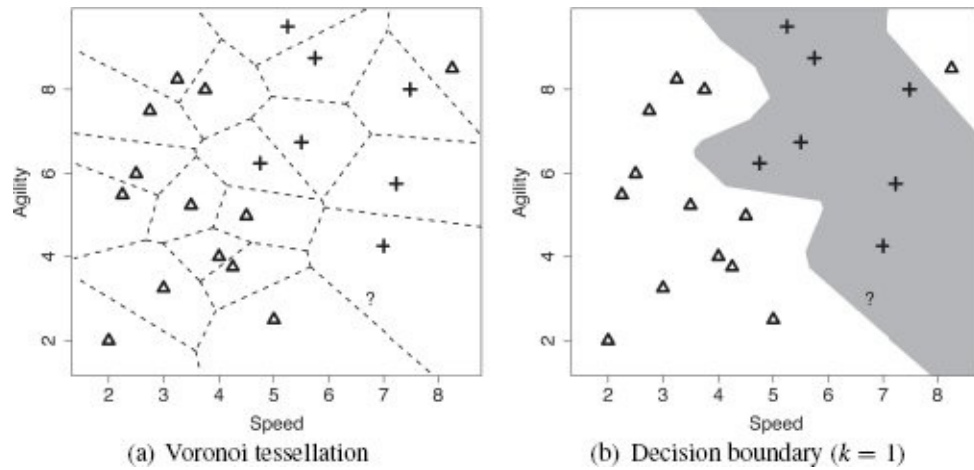 8
6
4
2
Agility
?
2 3 4 5 6 7 8
Speed
(a) Voronoi tessellation
8
6
4
2
Agility
?
2 3 4 5 6 7 8
Speed
(b) Decision boundary (k = 1)